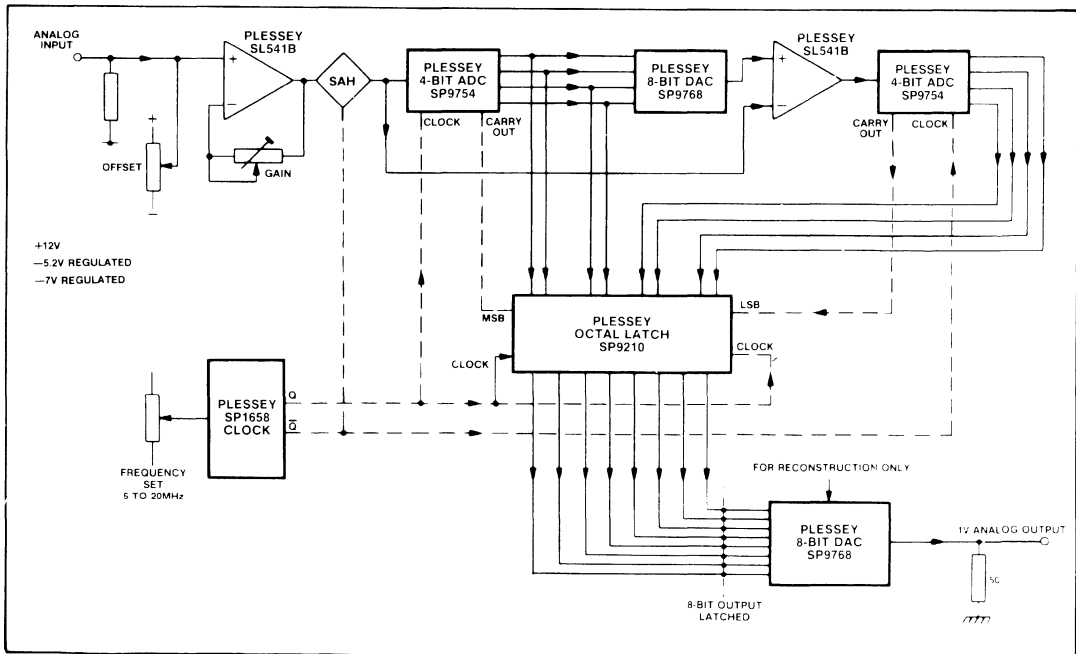 ANALOG
INPUT
OFFSET
+
−
+
−
PLESSEY
SL541B
GAIN
SAH
PLESSEY
4-BIT ADC
SP9754
CLOCK
CARRY
OUT
PLESSEY
8-BIT DAC
SP9768
PLESSEY
SL541B
+
−
PLESSEY
4-BIT ADC
SP9754
CARRY
OUT
CLOCK
+12V
—5.2V REGULATED
—7V REGULATED
MSB
PLESSEY
OCTAL LATCH
SP9210
LSB
CLOCK
CLOCK
PLESSEY
SP1658
CLOCK
Q
Q̅
FREQUENCY
SET
5 TO 20MHz
FOR RECONSTRUCTION ONLY
PLESSEY
8-BIT DAC
SP9768
1V ANALOG OUTPUT
8-BIT OUTPUT
LATCHED